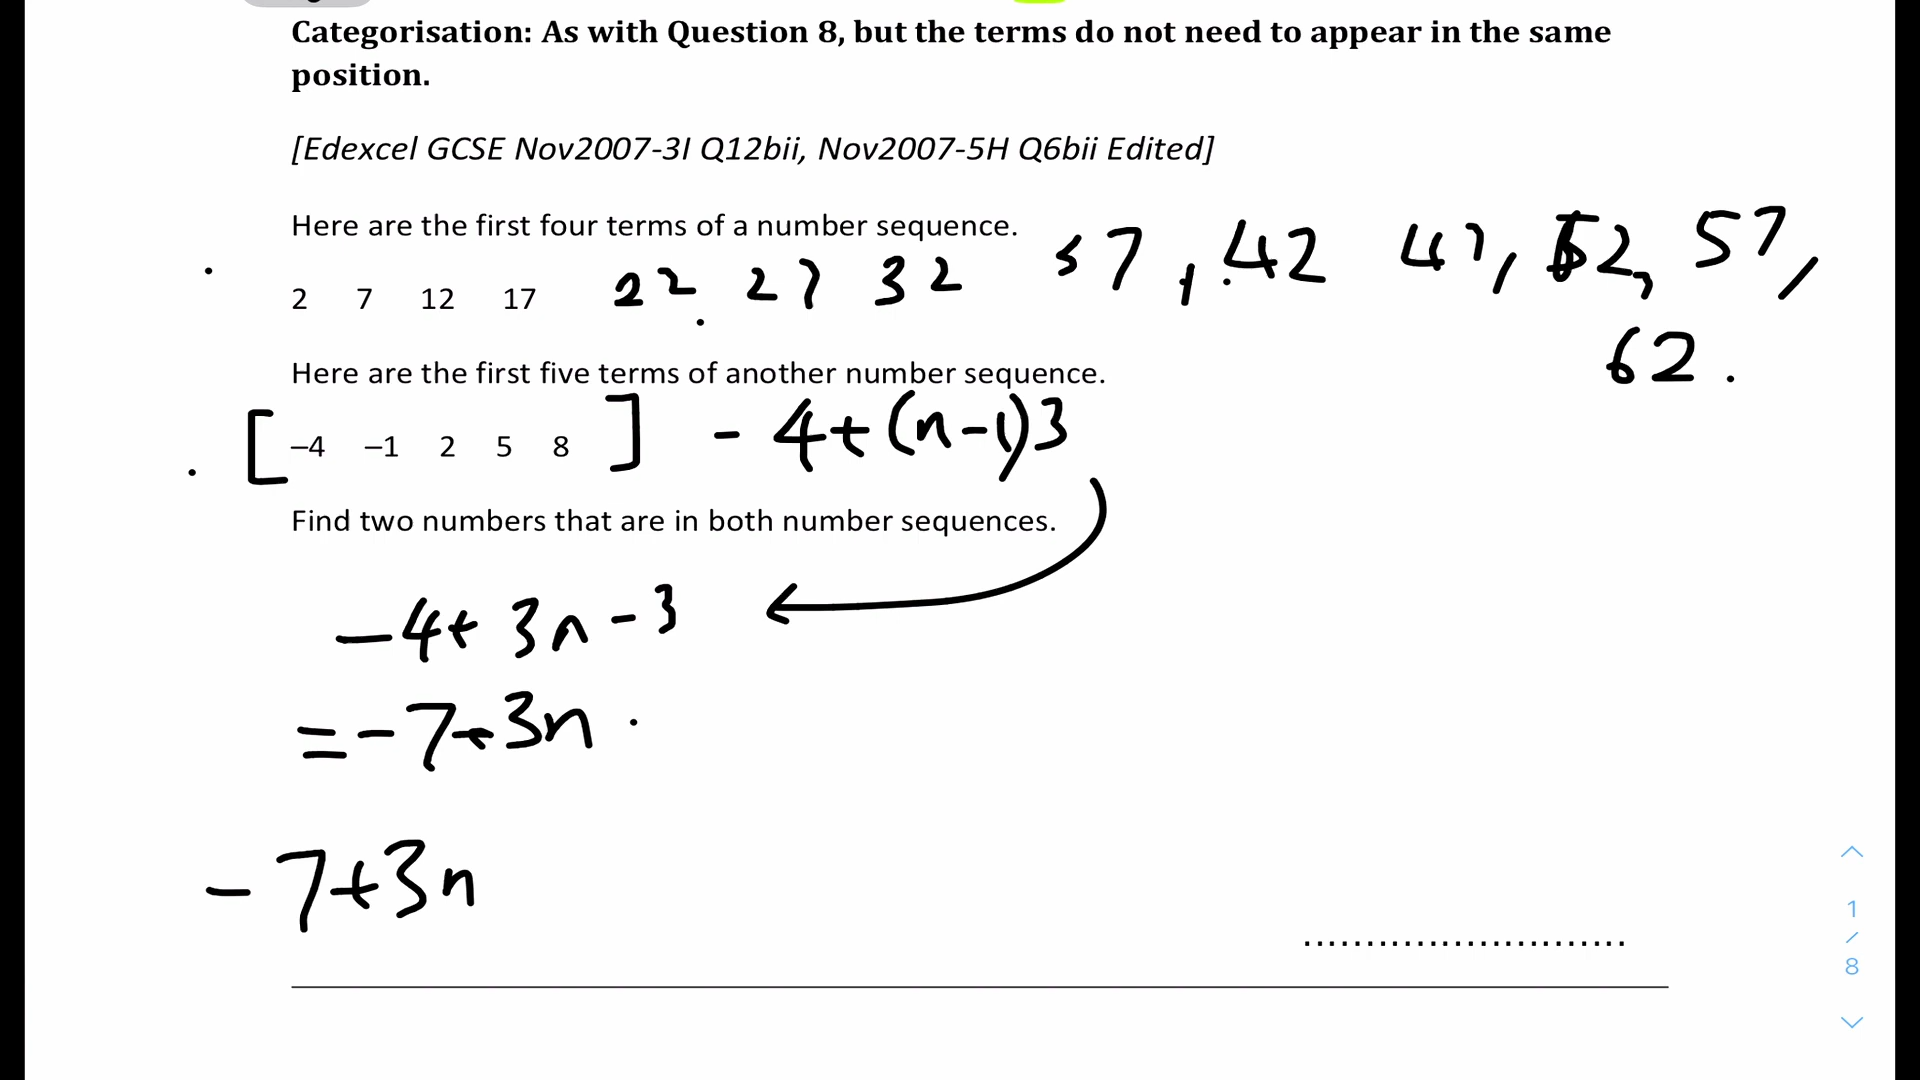 Categorisation: As with Question 8, but the terms do not need to appear in the same
position.
[Edexcel GCSE Nov2007-3I Q12bii, Nov2007-5H Q6bii Edited]
Here are the first four terms of a number sequence.
2 7 12 17 22 27 32 37, 42 47, 52, 57,
62.
Here are the first five terms of another number sequence.
[-4 -1 2 5 8] -4+(n-1)3
Find two numbers that are in both number sequences.
-4+3n-3
=-7+3n
-7+3n
..........................
1
/
8